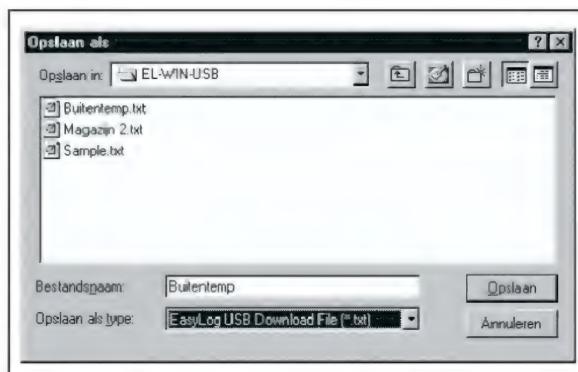 Opslaan als
Opslaan in: EL-WIN-USB
Buitentemp.txt
Magazijn 2.txt
Sample.txt
Bestandsnaam: Buitentemp Opslaan
Opslaan als type: EasyLog USB Download File (*.txt) Annuleren